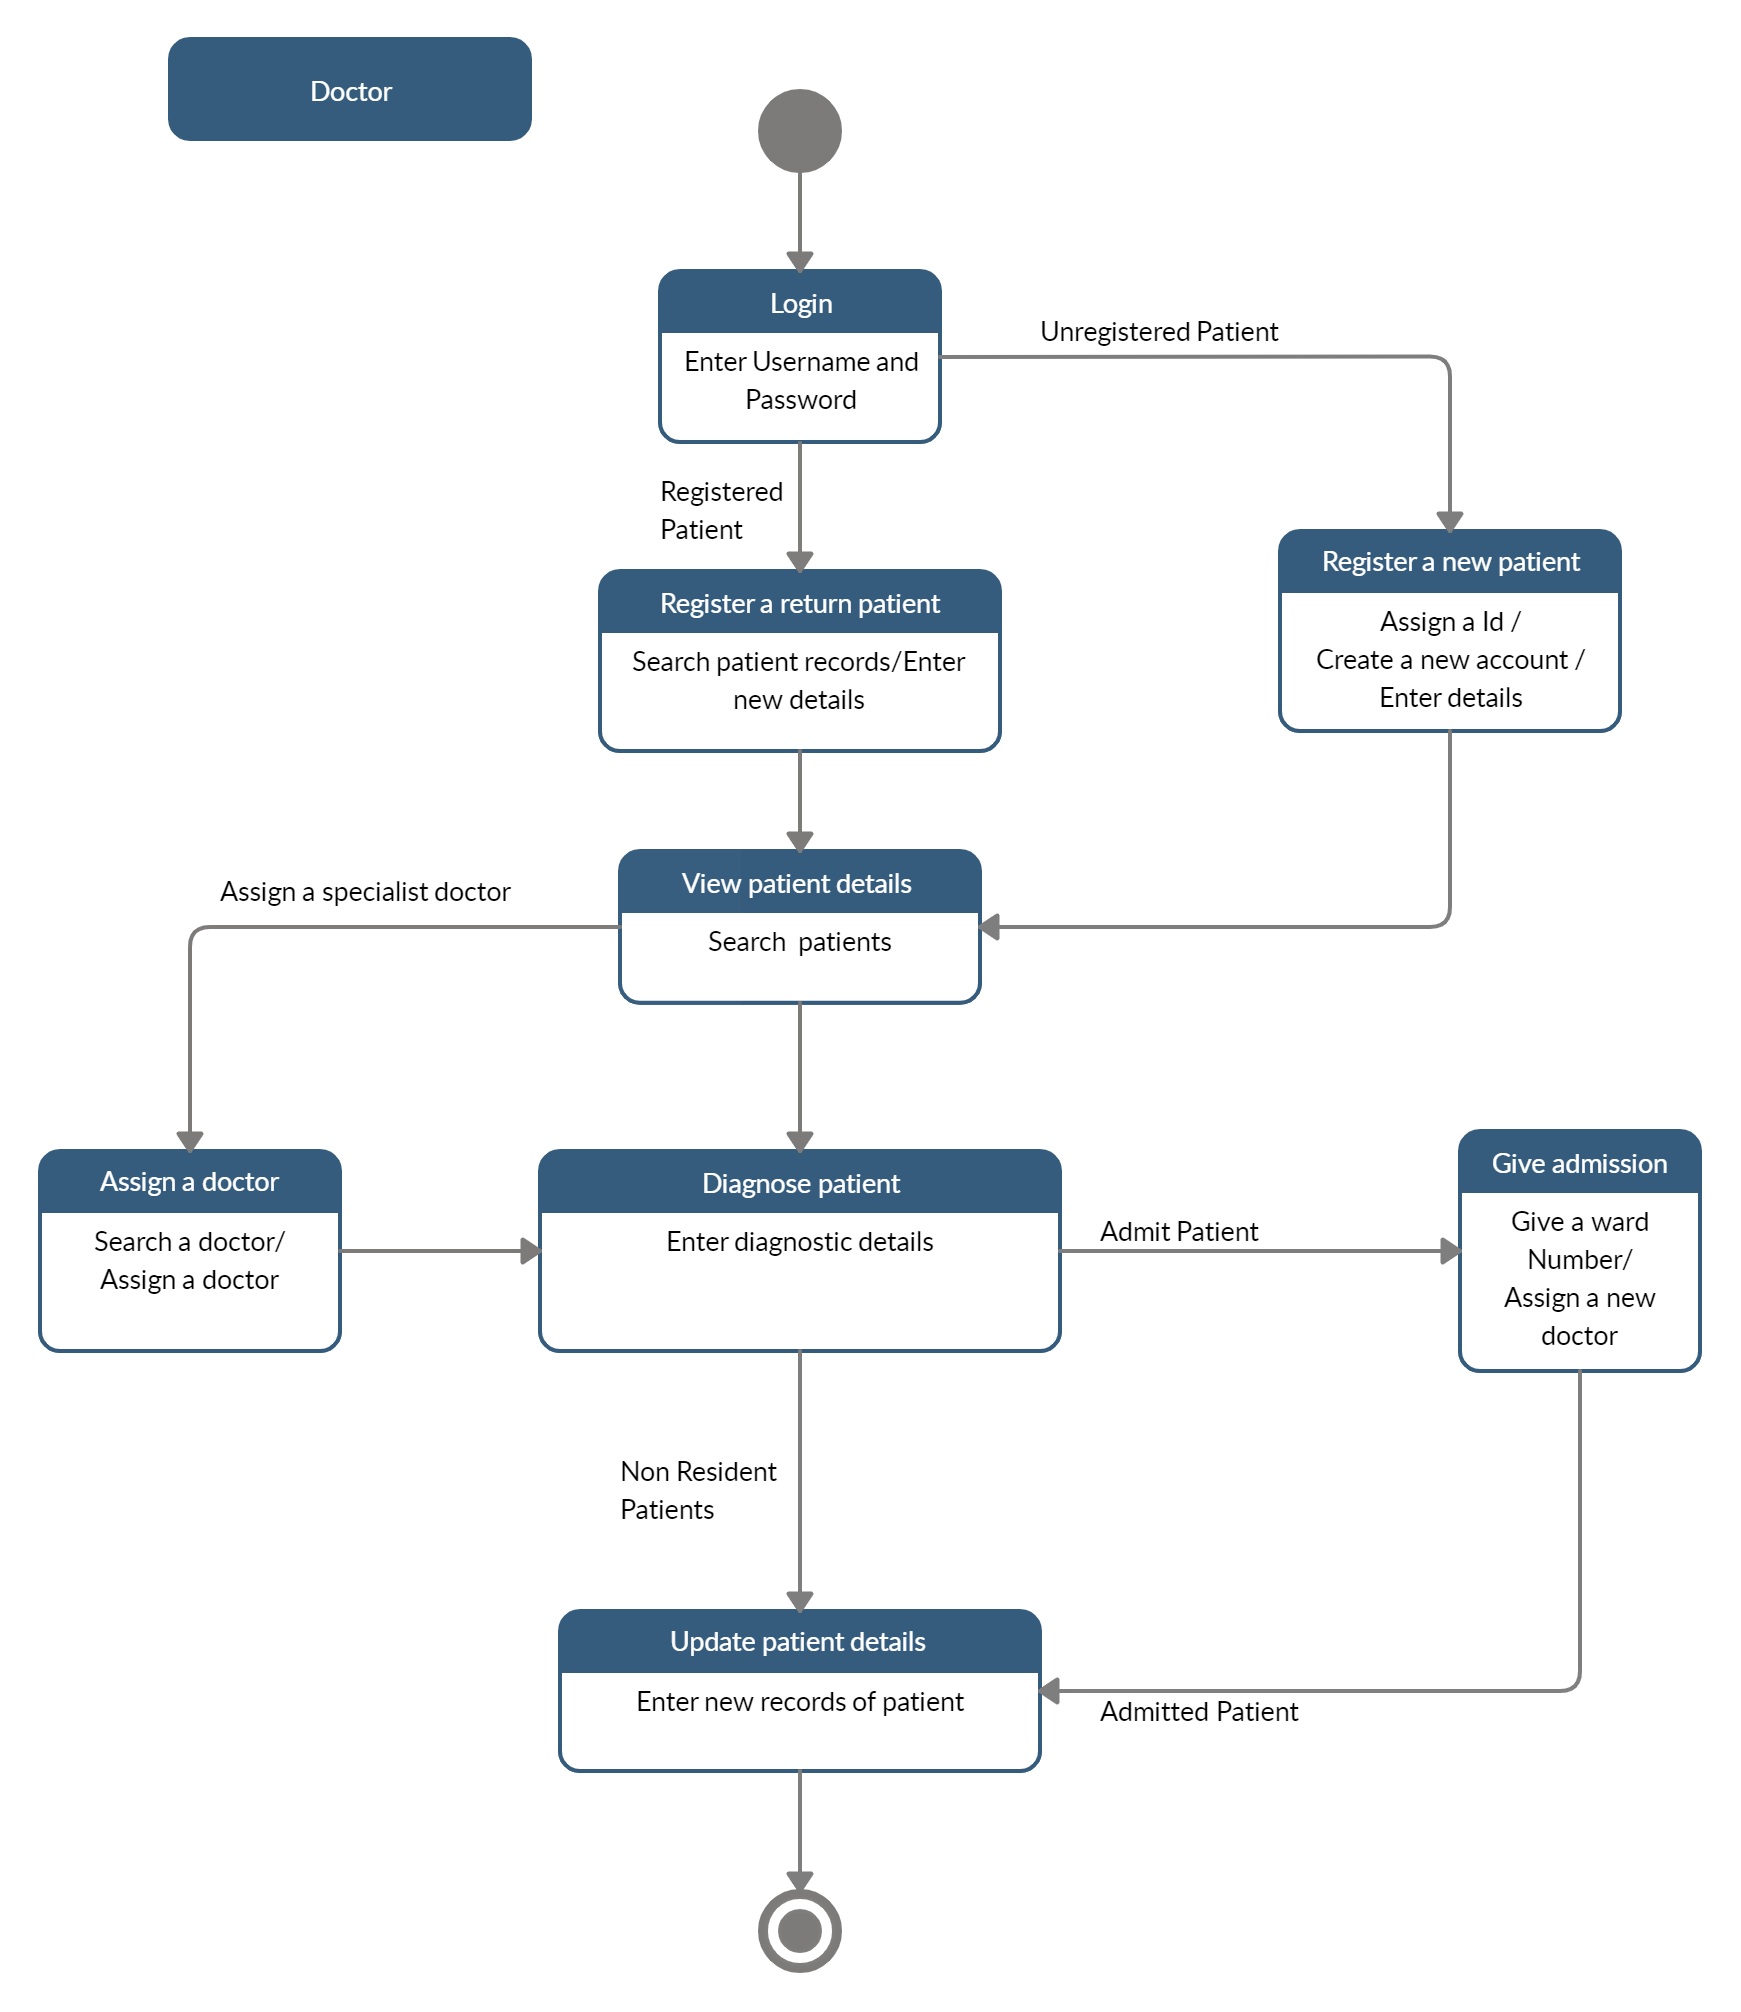 Doctor
Login
Enter Username and
Password
Unregistered Patient
Registered
Patient
Register a new patient
Assign a Id /
Create a new account /
Enter details
Register a return patient
Search patient records/Enter
new details
View patient details
Search  patients
Assign a specialist doctor
Assign a doctor
Search a doctor/
Assign a doctor
Diagnose patient
Enter diagnostic details
Admit Patient
Give admission
Give a ward
Number/
Assign a new
doctor
Non Resident
Patients
Update patient details
Enter new records of patient
Admitted Patient